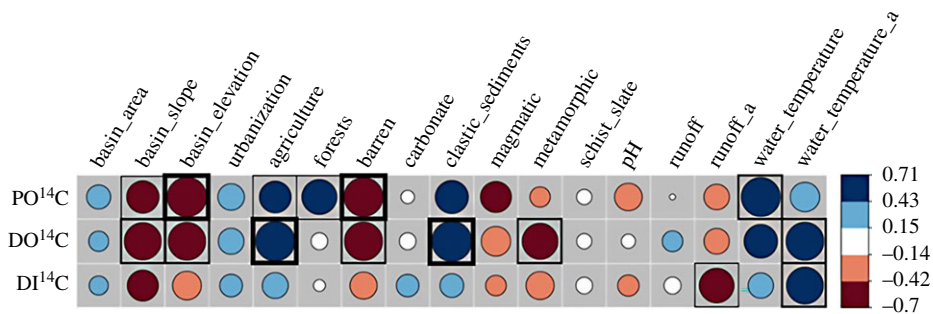 basin_area
basin_slope
basin_elevation
urbanization
agriculture
forests
barren
carbonate
clastic_sediments
magmatic
metamorphic
schist_slate
pH
runoff
runoff_a
water_temperature
water_temperature_a
PO¹⁴C
DO¹⁴C
DI¹⁴C
0.71
0.43
0.15
−0.14
−0.42
−0.7